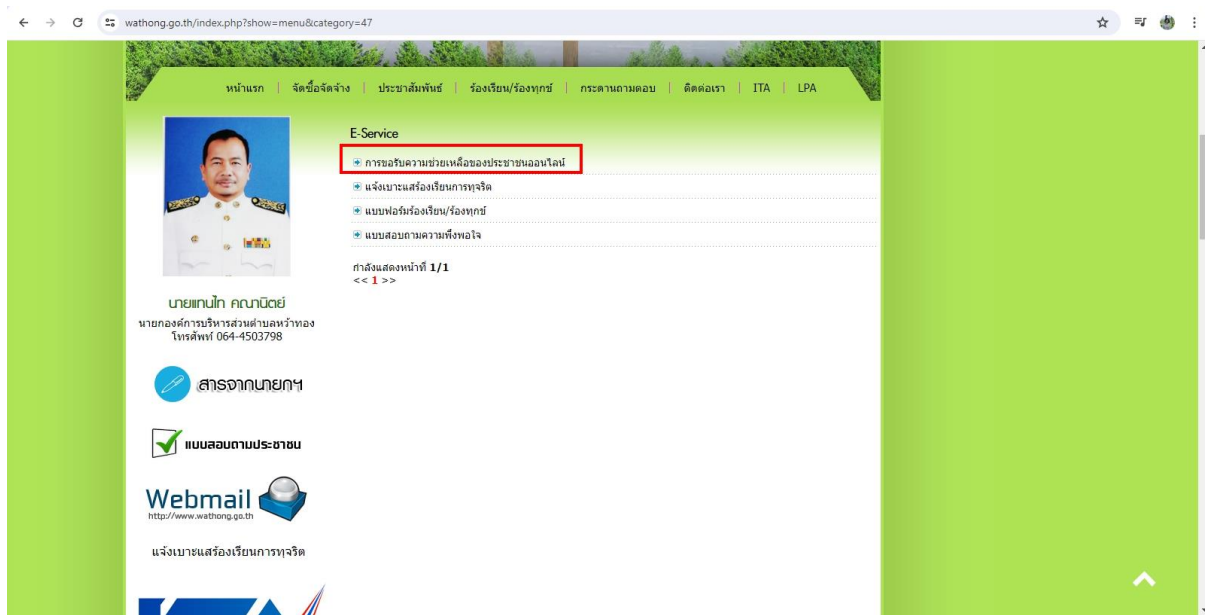 wathong.go.th/index.php?show=menu&category=47
หน้าแรก | จัดซื้อจัดจ้าง | ประชาสัมพันธ์ | ร้องเรียน/ร้องทุกข์ | กระดานถามตอบ | ติดต่อเรา | ITA | LPA
E-Service
การขอรับความช่วยเหลือของประชาชนออนไลน์
แจ้งเบาะแสร้องเรียนการทุจริต
แบบฟอร์มร้องเรียน/ร้องทุกข์
แบบสอบถามความพึงพอใจ
กำลังแสดงหน้าที่ 1/1
<< 1 >>
นายแทนไท คณานิตย์
นายกองค์การบริหารส่วนตำบลหว้าทอง
โทรศัพท์ 064-4503798
สารจากนายกฯ
แบบสอบถามประชาชน
Webmail
http://www.wathong.go.th
แจ้งเบาะแสร้องเรียนการทุจริต